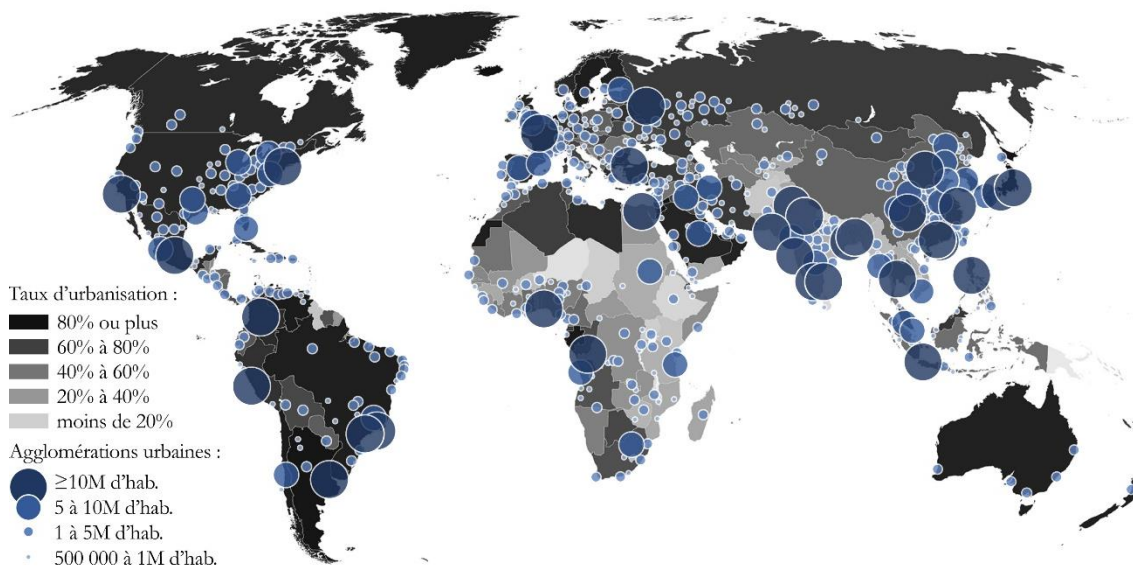 Taux d'urbanisation :
80% ou plus
60% à 80%
40% à 60%
20% à 40%
moins de 20%
Agglomérations urbaines :
≥10M d'hab.
5 à 10M d'hab.
1 à 5M d'hab.
500 000 à 1M d'hab.